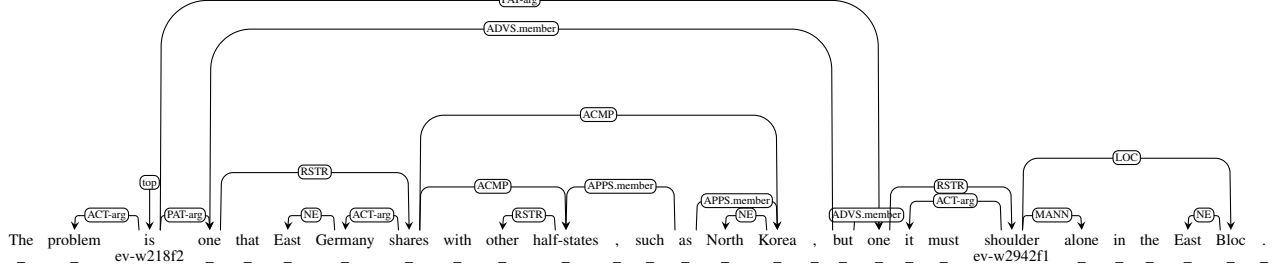 PAT-arg
ADVS.member
ACMP
LOC
RSTR
top
ACMP APPS.member RSTR
APPS.member ACT-arg
ACT-arg PAT-arg NE ACT-arg RSTR NE ADVS.member MANN NE
The problem is one that East Germany shares with other half-states , such as North Korea , but one it must shoulder alone in the East Bloc .
ev-w218f2 ev-w2942f1
_ _ _ _ _ _ _ _ _ _ _ _ _ _ _ _ _ _ _ _ _ _ _ _ _ _ _